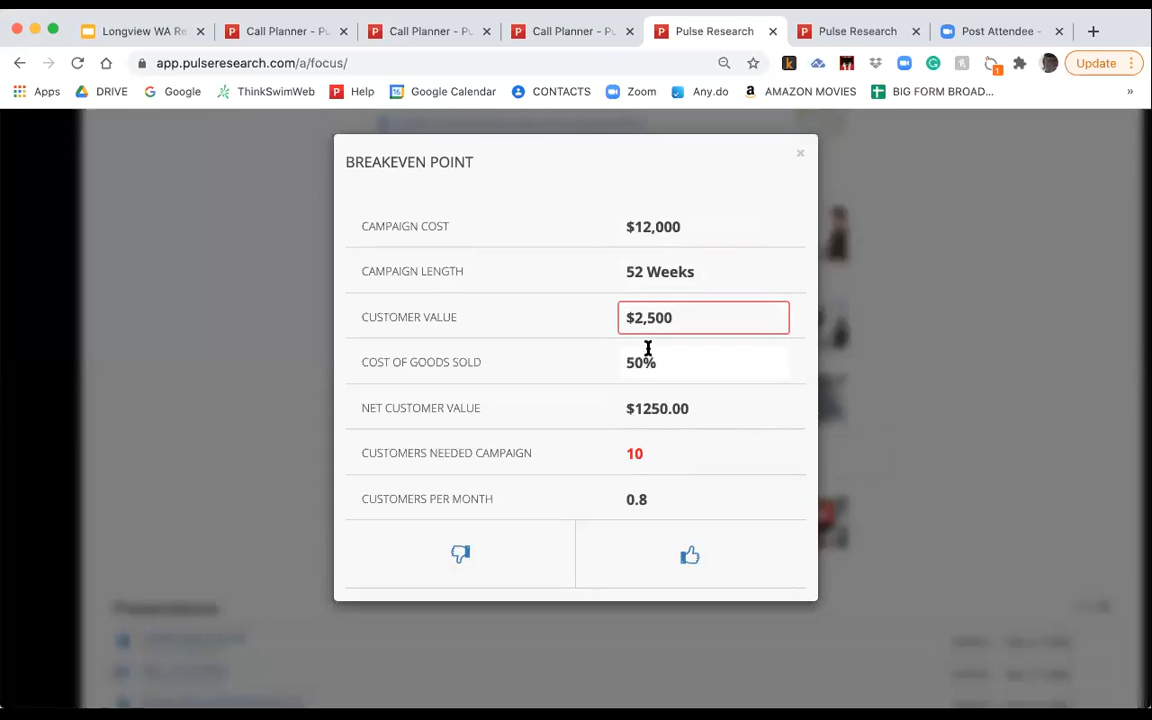 Longview WA Re
Call Planner - Pu
Call Planner - Pu
Call Planner - Pu
Pulse Research
Pulse Research
Post Attendee -
app.pulseresearch.com/a/focus/
1
Update
Apps
DRIVE
Google
ThinkSwimWeb
Help
16
Google Calendar
CONTACTS
Zoom
Any.do
AMAZON MOVIES
BIG FORM BROAD...
»
BREAKEVEN POINT
CAMPAIGN COST $12,000
CAMPAIGN LENGTH 52 Weeks
CUSTOMER VALUE $2,500
COST OF GOODS SOLD 50%
NET CUSTOMER VALUE $1250.00
CUSTOMERS NEEDED CAMPAIGN 10
CUSTOMERS PER MONTH 0.8
Presentations